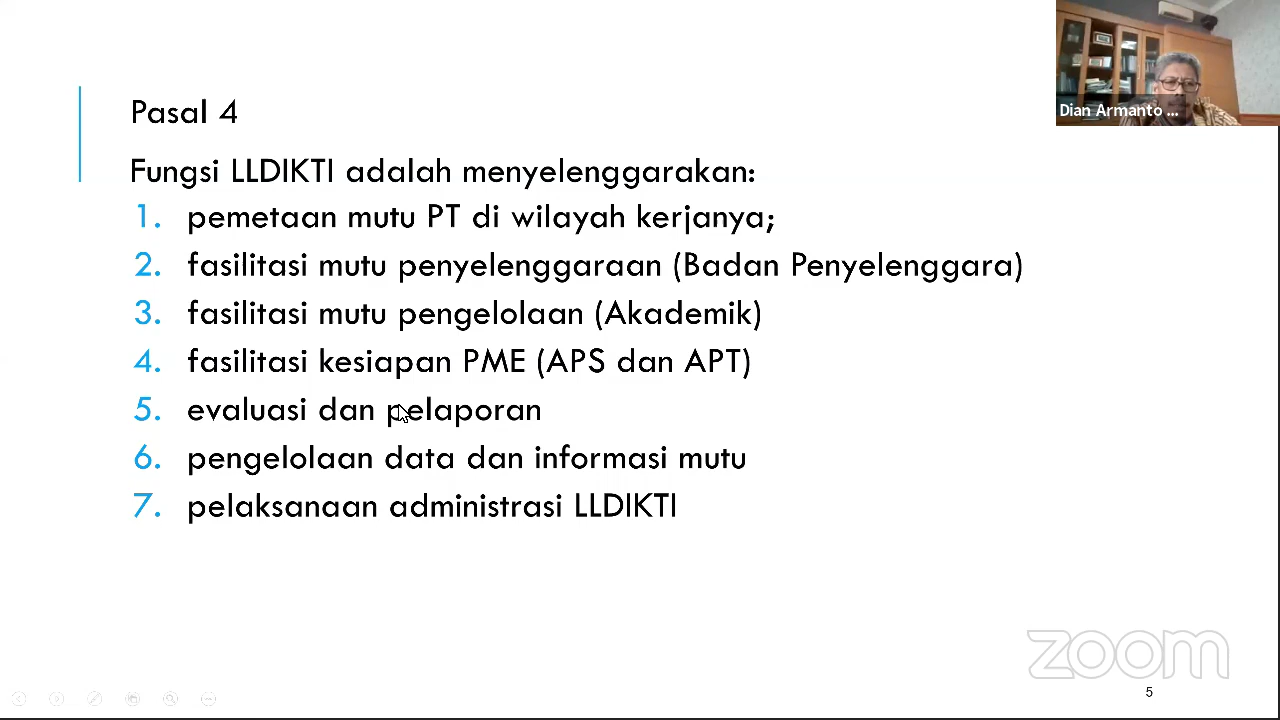 Dian Armanto ...
Pasal 4
Fungsi LLDIKTI adalah menyelenggarakan:
1. pemetaan mutu PT di wilayah kerjanya;
2. fasilitasi mutu penyelenggaraan (Badan Penyelenggara)
3. fasilitasi mutu pengelolaan (Akademik)
4. fasilitasi kesiapan PME (APS dan APT)
5. evaluasi dan pelaporan
6. pengelolaan data dan informasi mutu
7. pelaksanaan administrasi LLDIKTI
zoom
5